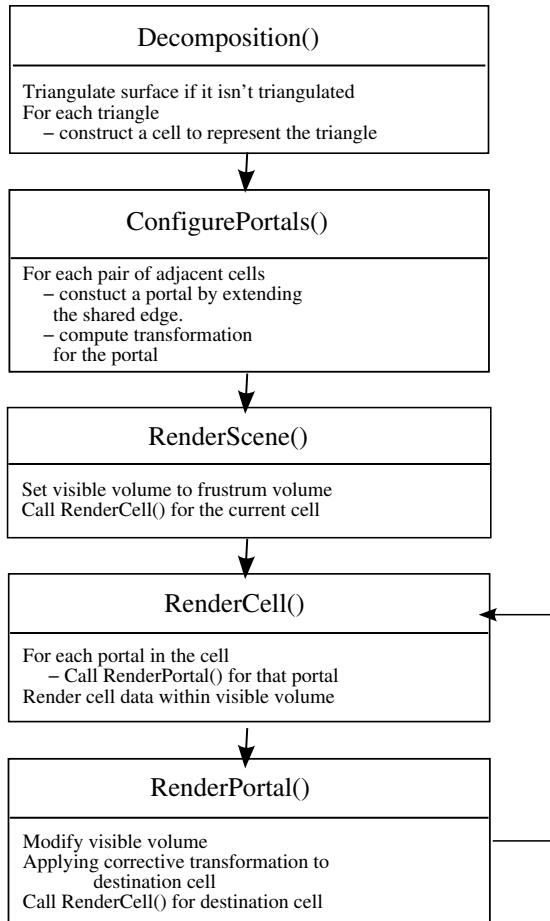 Decomposition()
Triangulate surface if it isn't triangulated
For each triangle
– construct a cell to represent the triangle
ConfigurePortals()
For each pair of adjacent cells
– constuct a portal by extending
the shared edge.
– compute transformation
for the portal
RenderScene()
Set visible volume to frustrum volume
Call RenderCell() for the current cell
RenderCell()
For each portal in the cell
– Call RenderPortal() for that portal
Render cell data within visible volume
RenderPortal()
Modify visible volume
Applying corrective transformation to
destination cell
Call RenderCell() for destination cell